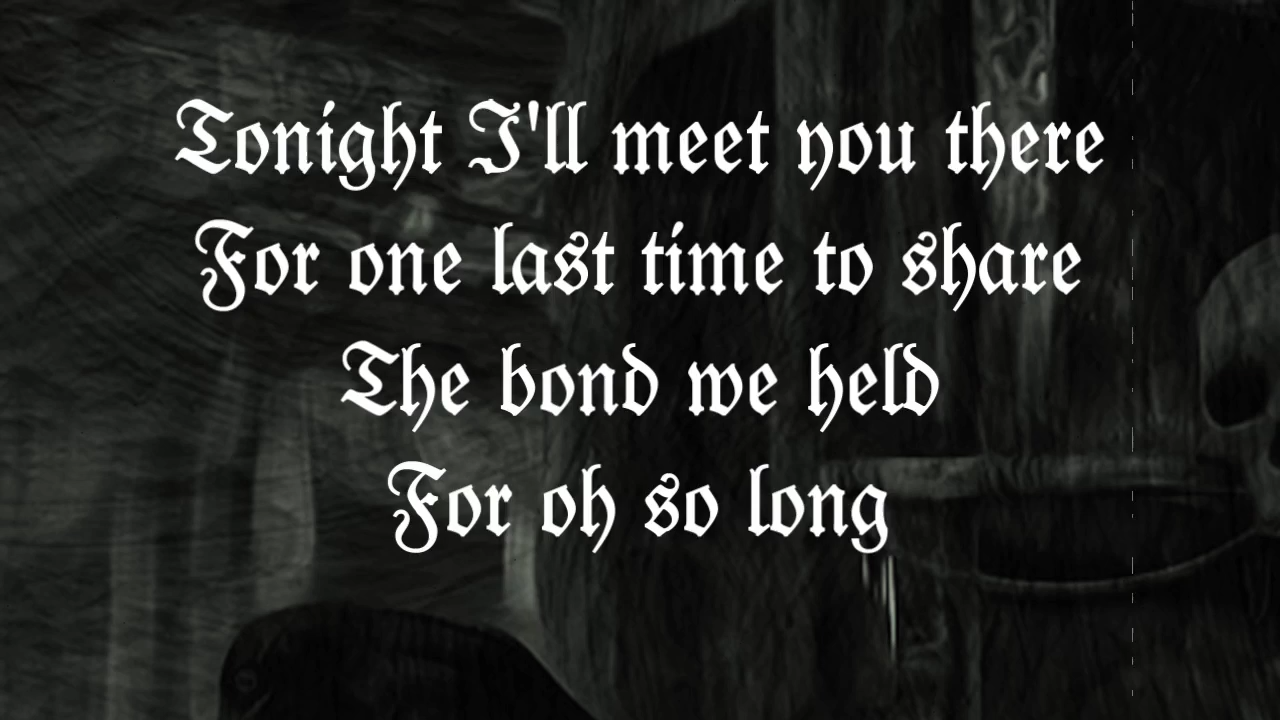 Tonight I'll meet you there
For one last time to share
The bond we held
For oh so long